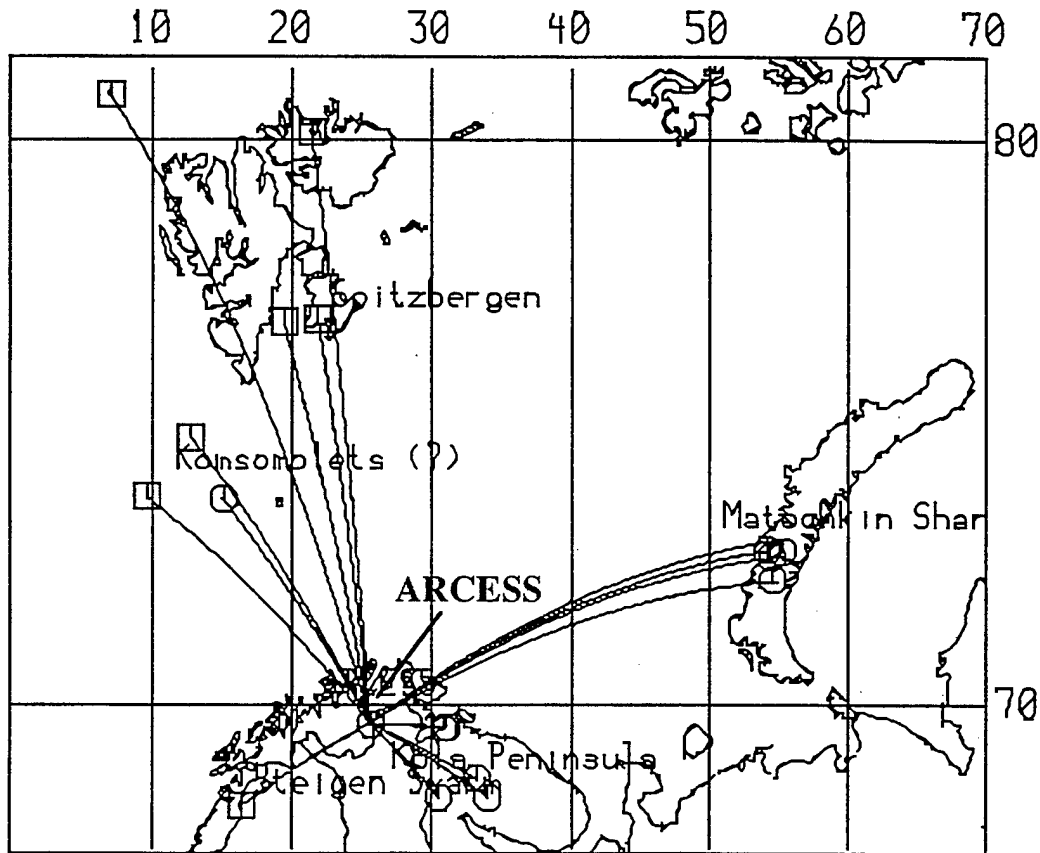 10 20 30 40 50 60 70
80
Spitzbergen
Komsomolets (?)
Matochkin Shar
ARCESS
70
Kola Peninsula
Steigen Swarm